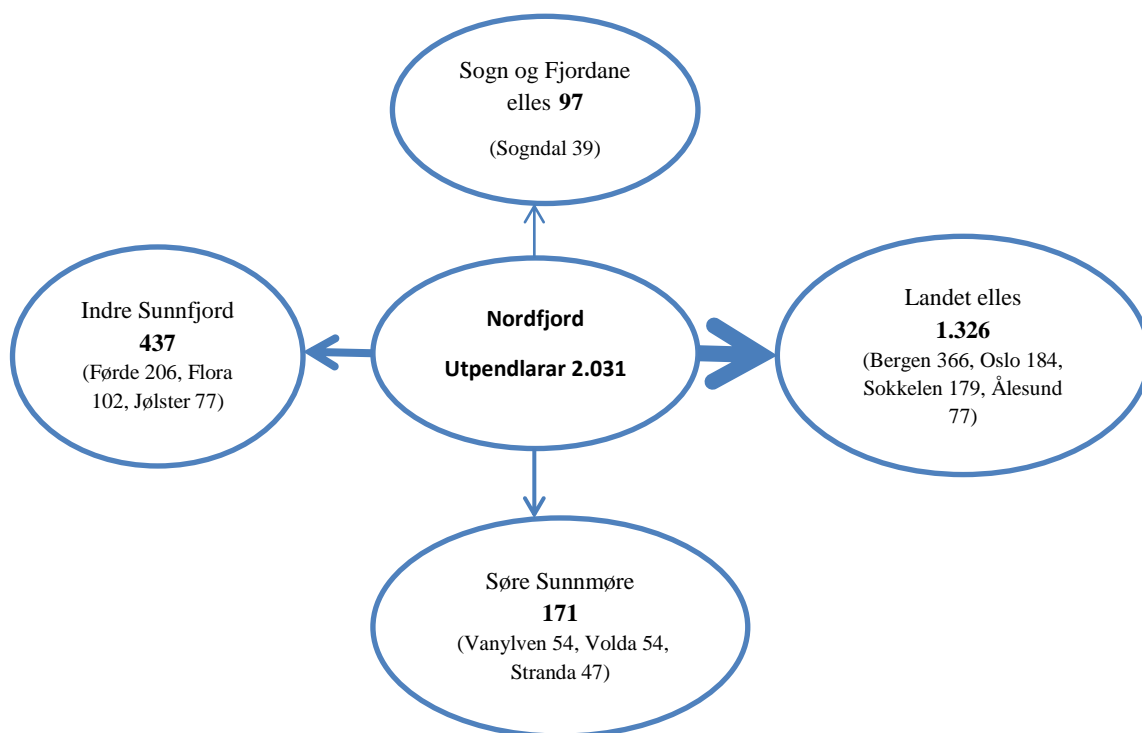 Sogn og Fjordane
elles 97
(Sogndal 39)
Indre Sunnfjord
437
(Førde 206, Flora
102, Jølster 77)
Nordfjord
Utpendlarar 2.031
Landet elles
1.326
(Bergen 366, Oslo 184,
Sokkelen 179, Ålesund
77)
Søre Sunnmøre
171
(Vanylven 54, Volda 54,
Stranda 47)